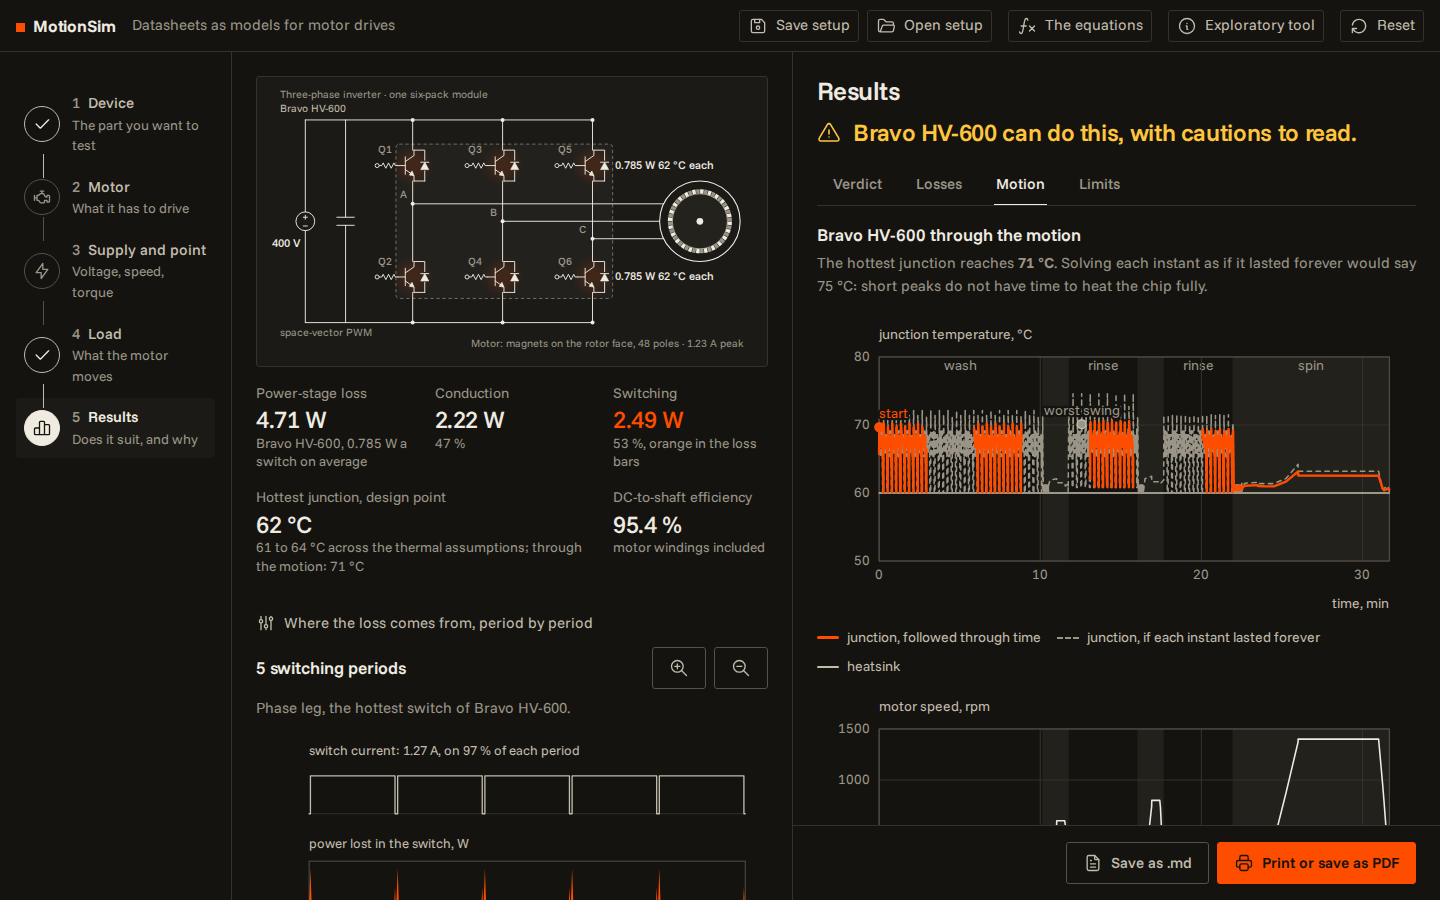 MotionSim
Datasheets as models for motor drives
Save setup
Open setup
The equations
Exploratory tool
Reset
1 Device
The part you want to
test
2 Motor
What it has to drive
3 Supply and point
Voltage, speed,
torque
4 Load
What the motor
moves
5 Results
Does it suit, and why
Three-phase inverter · one six-pack module
Bravo HV-600
Q1
Q3
Q5
0.785 W 62 °C each
A
B
C
400 V
Q2
Q4
Q6
0.785 W 62 °C each
space-vector PWM
Motor: magnets on the rotor face, 48 poles · 1.23 A peak
Power-stage loss
4.71 W
Bravo HV-600, 0.785 W a
switch on average
Conduction
2.22 W
47 %
Switching
2.49 W
53 %, orange in the loss
bars
Hottest junction, design point
62 °C
61 to 64 °C across the thermal assumptions; through
the motion: 71 °C
DC-to-shaft efficiency
95.4 %
motor windings included
Where the loss comes from, period by period
5 switching periods
Phase leg, the hottest switch of Bravo HV-600.
switch current: 1.27 A, on 97 % of each period
power lost in the switch, W
Results
Bravo HV-600 can do this, with cautions to read.
Verdict
Losses
Motion
Limits
Bravo HV-600 through the motion
The hottest junction reaches 71 °C. Solving each instant as if it lasted forever would say
75 °C: short peaks do not have time to heat the chip fully.
junction temperature, °C
80
70
60
50
wash
rinse
rinse
spin
start
worst swing
0
10
20
30
time, min
junction, followed through time
junction, if each instant lasted forever
heatsink
motor speed, rpm
1500
1000
Save as .md
Print or save as PDF